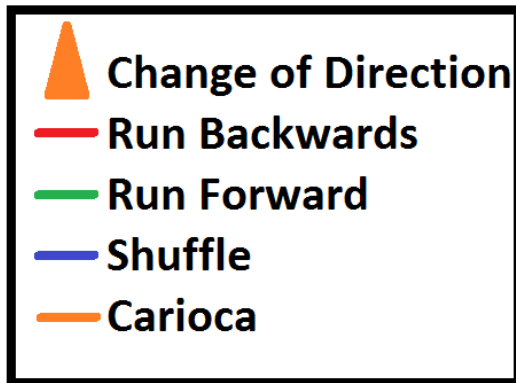 Change of Direction
Run Backwards
Run Forward
Shuffle
Carioca